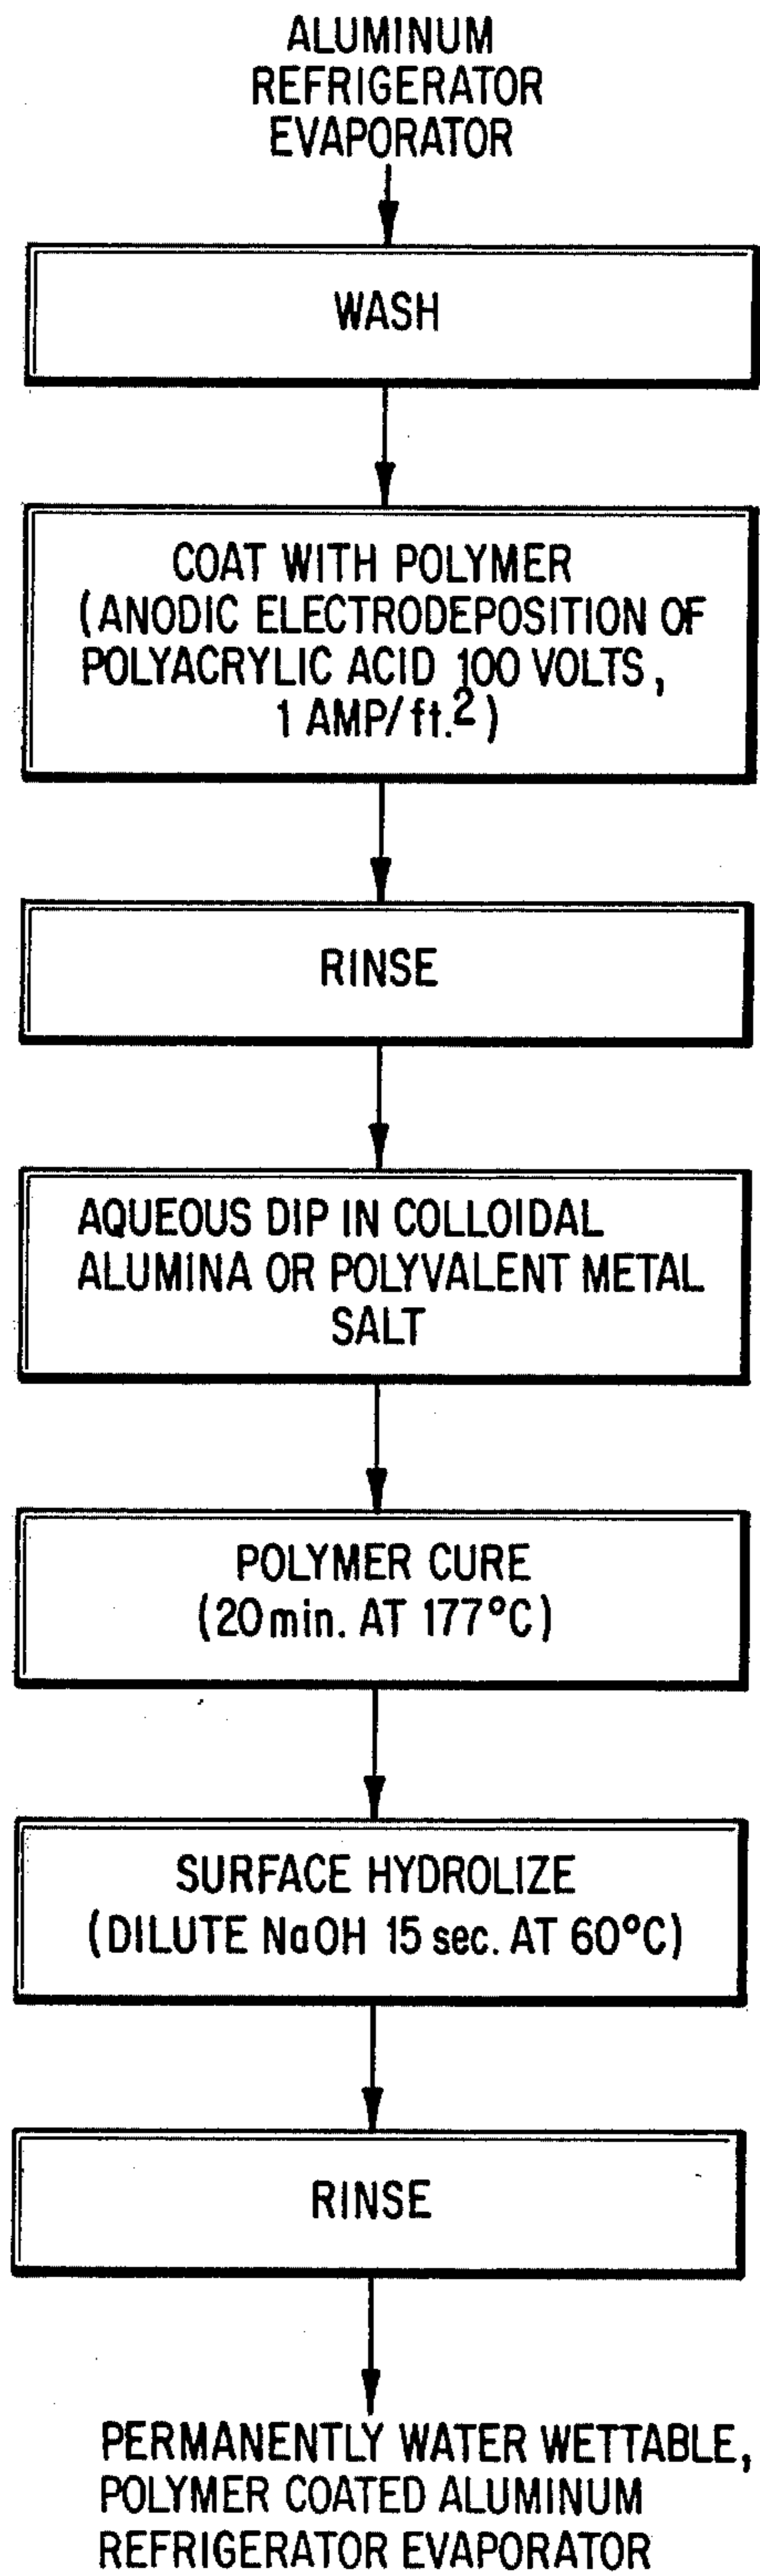 ALUMINUM
REFRIGERATOR
EVAPORATOR
WASH
COAT WITH POLYMER
(ANODIC ELECTRODEPOSITION OF
POLYACRYLIC ACID 100 VOLTS,
1 AMP/ft.²)
RINSE
AQUEOUS DIP IN COLLOIDAL
ALUMINA OR POLYVALENT METAL
SALT
POLYMER CURE
(20 min. AT 177°C)
SURFACE HYDROLIZE
(DILUTE NaOH 15 sec. AT 60°C)
RINSE
PERMANENTLY WATER WETTABLE,
POLYMER COATED ALUMINUM
REFRIGERATOR EVAPORATOR